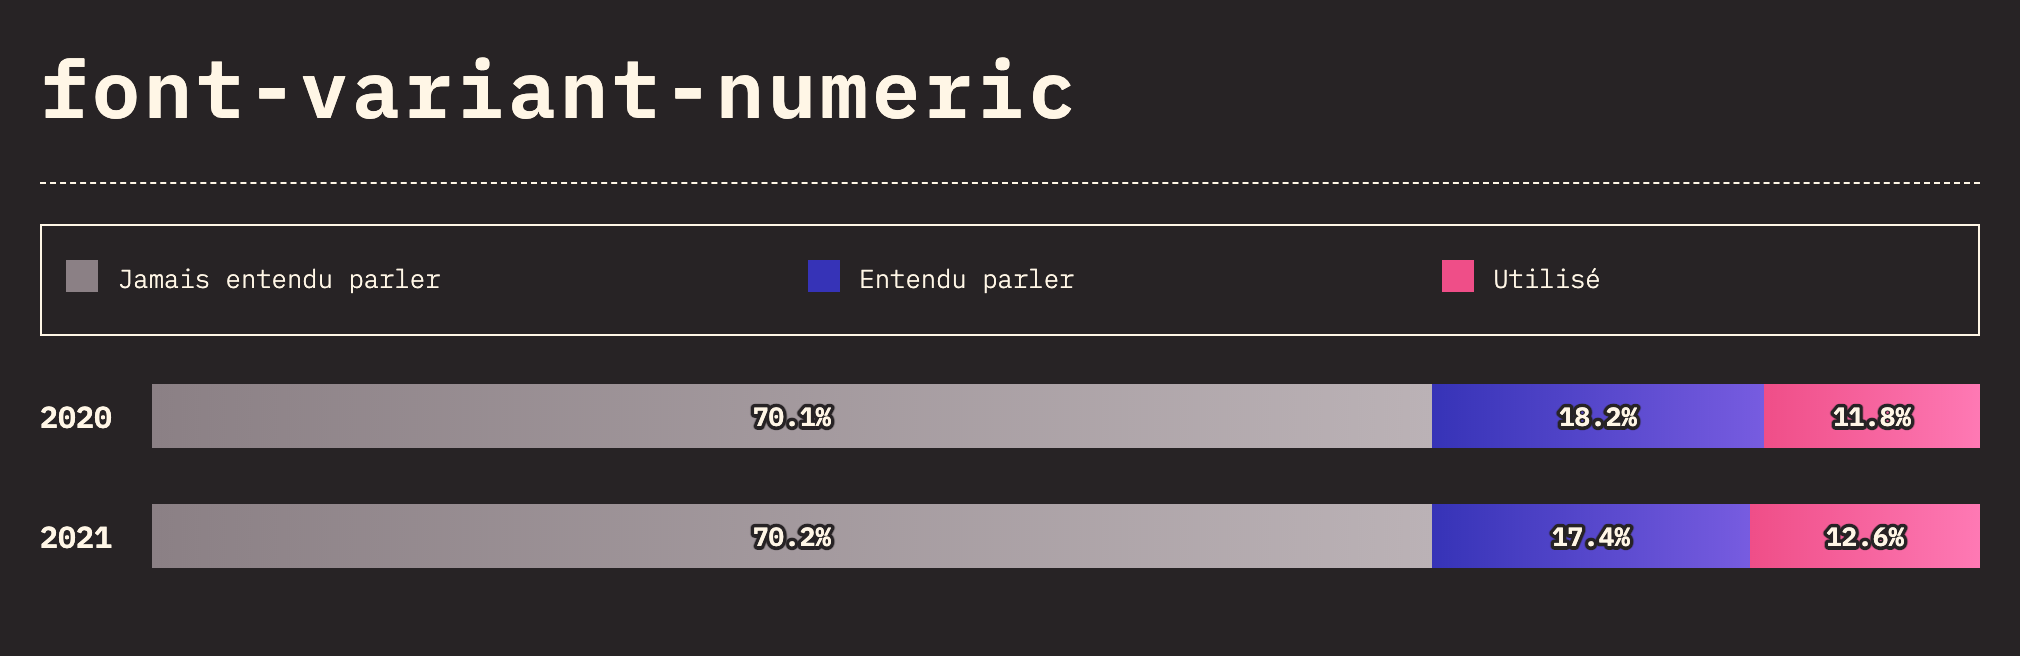 font-variant-numeric
Jamais entendu parler Entendu parler Utilisé
2020 70.1% 18.2% 11.8%
2021 70.2% 17.4% 12.6%